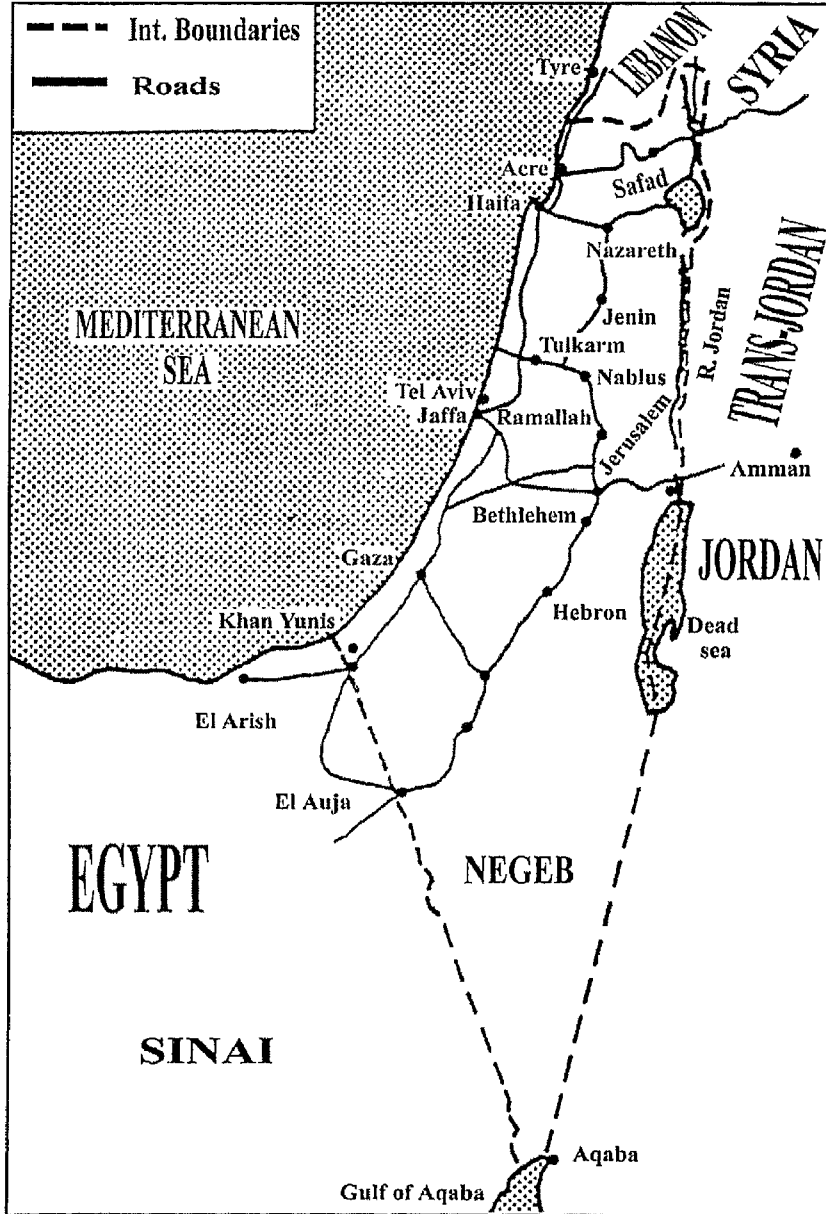 Int. Boundaries
Roads
LEBANON
SYRIA
Tyre
Acre
Safad
Haifa
Nazareth
TRANS-JORDAN
MEDITERRANEAN
SEA
Jenin
R. Jordan
Tulkarm
Nablus
Tel Aviv
Jaffa
Ramallah
Jerusalem
Amman
Bethlehem
Gaza
JORDAN
Hebron
Khan Yunis
Dead
sea
El Arish
El Auja
EGYPT
NEGEB
SINAI
Aqaba
Gulf of Aqaba